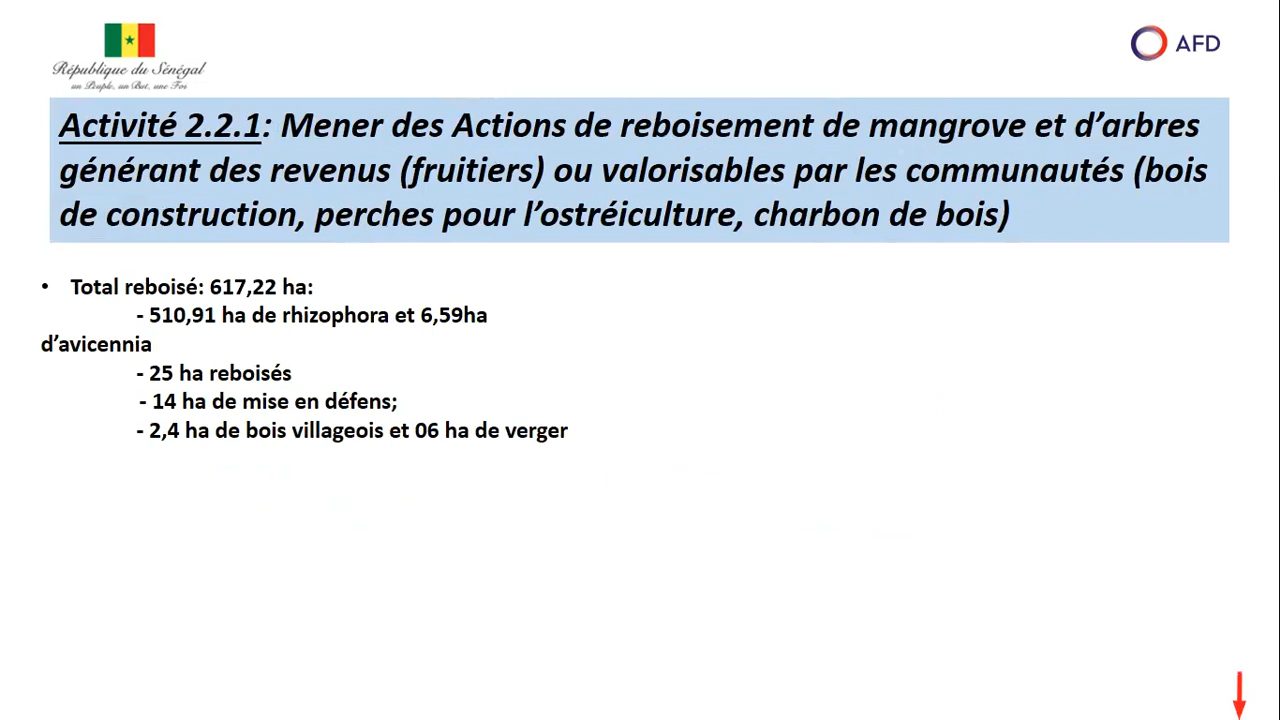 République du Sénégal
un Peuple, un But, une Foi
AFD
Activité 2.2.1: Mener des Actions de reboisement de mangrove et d’arbres
générant des revenus (fruitiers) ou valorisables par les communautés (bois
de construction, perches pour l’ostréiculture, charbon de bois)
• Total reboisé: 617,22 ha:
- 510,91 ha de rhizophora et 6,59ha
d’avicennia
- 25 ha reboisés
- 14 ha de mise en défens;
- 2,4 ha de bois villageois et 06 ha de verger